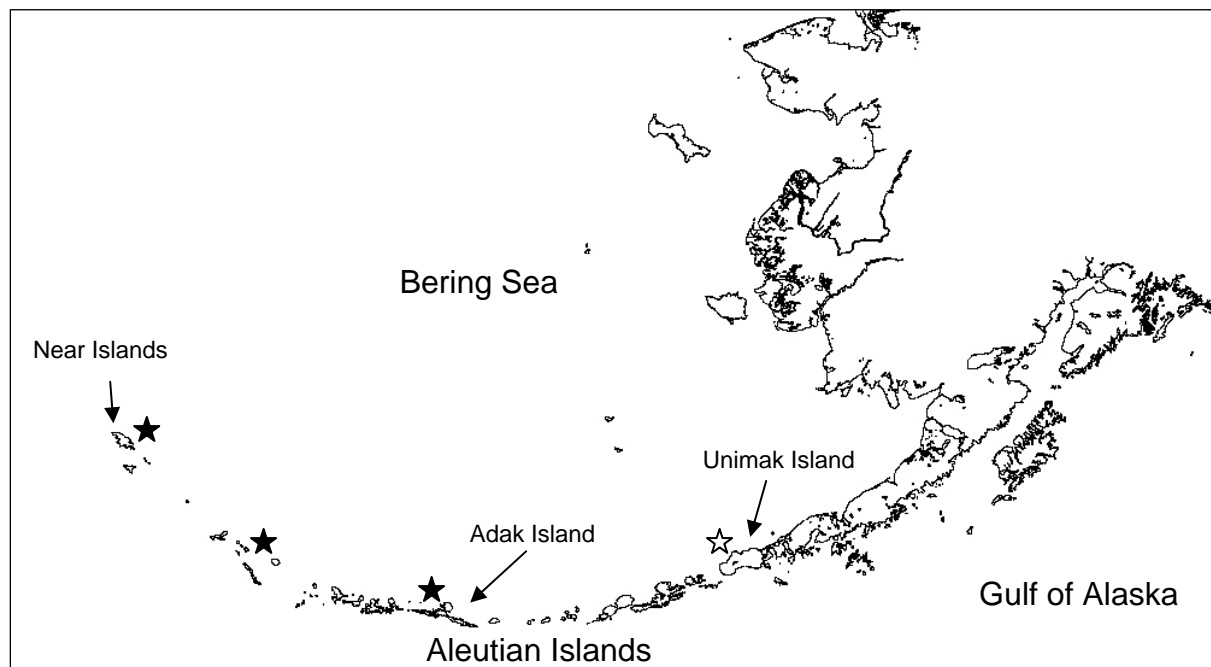 Bering Sea
Near Islands
Unimak Island
Adak Island
Gulf of Alaska
Aleutian Islands